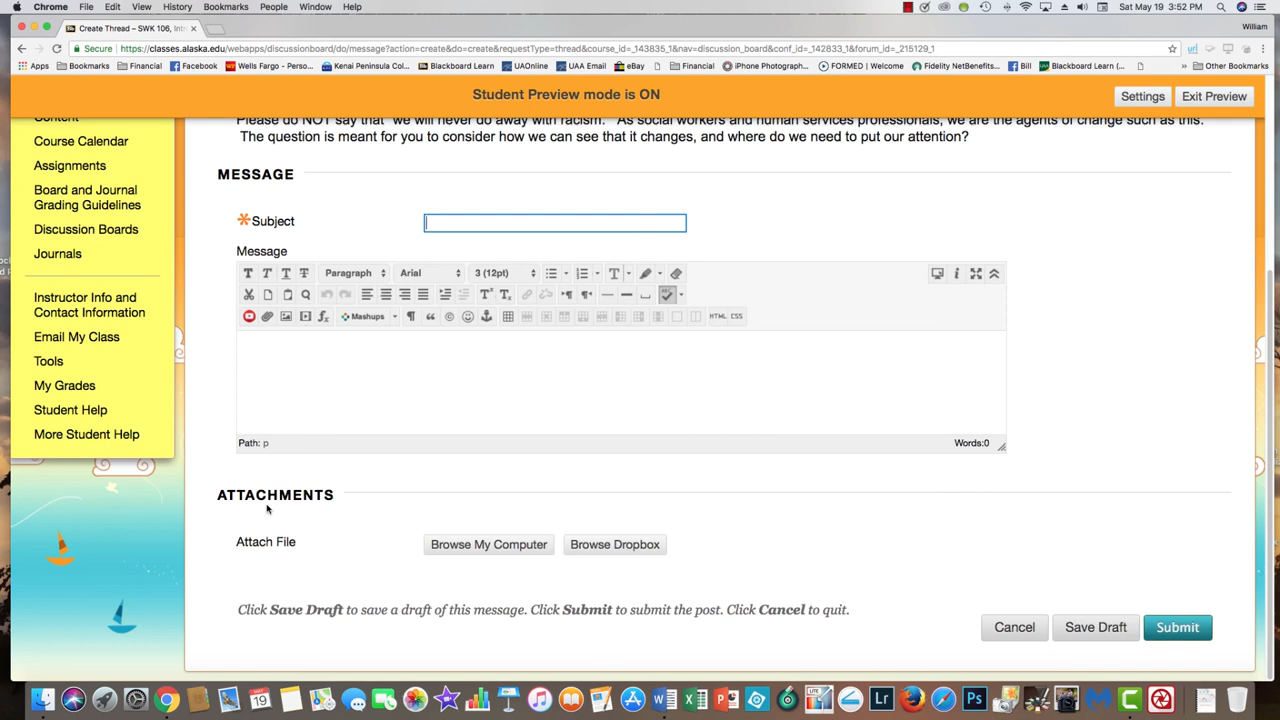 Chrome File Edit View History Bookmarks People Window Help Sat May 19 3:52 PM
Create Thread – SWK 106, Int William
Secure https://classes.alaska.edu/webapps/discussionboard/do/message?action=create&do=create&requestType=thread&course_id=_143835_1&nav=discussion_board&conf_id=_142833_1&forum_id=_215129_1
Apps Bookmarks Financial Facebook Wells Fargo - Perso... Kenai Peninsula Col... Blackboard Learn UAOnline UAA Email eBay Financial iPhone Photograph... FORMED | Welcome Fidelity NetBenefits... Bill Blackboard Learn ( » Other Bookmarks
Student Preview mode is ON
Settings Exit Preview
Content
Course Calendar
Assignments
Board and Journal
Grading Guidelines
Discussion Boards
Journals
Instructor Info and
Contact Information
Email My Class
Tools
My Grades
Student Help
More Student Help
Please do NOT say that "we will never do away with racism." As social workers and human services professionals, we are the agents of change such as this.
The question is meant for you to consider how we can see that it changes, and where do we need to put our attention?
MESSAGE
Subject
Message
T T T T Paragraph Arial 3 (12pt) T
Mashups HTML CSS
Path: p Words:0
ATTACHMENTS
Attach File Browse My Computer Browse Dropbox
Click Save Draft to save a draft of this message. Click Submit to submit the post. Click Cancel to quit.
Cancel Save Draft Submit